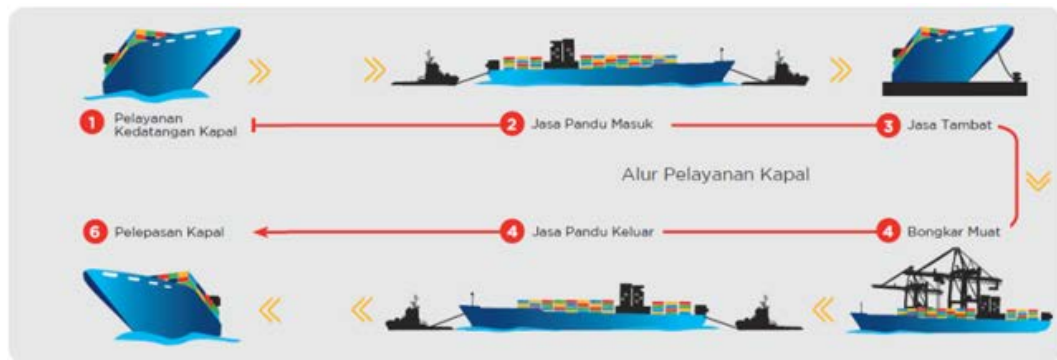 1 Pelayanan
Kedatangan Kapal
2 Jasa Pandu Masuk
3 Jasa Tambat
Alur Pelayanan Kapal
6 Pelepasan Kapal
4 Jasa Pandu Keluar
4 Bongkar Muat